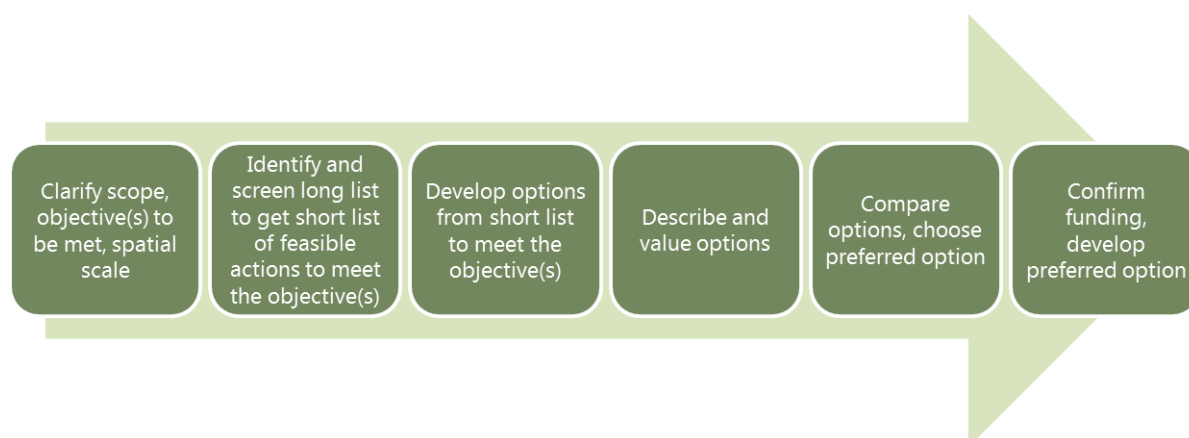 Clarify scope,
objective(s) to
be met, spatial
scale
Identify and
screen long list
to get short list
of feasible
actions to meet
the objective(s)
Develop options
from short list
to meet the
objective(s)
Describe and
value options
Compare
options, choose
preferred option
Confirm
funding,
develop
preferred option